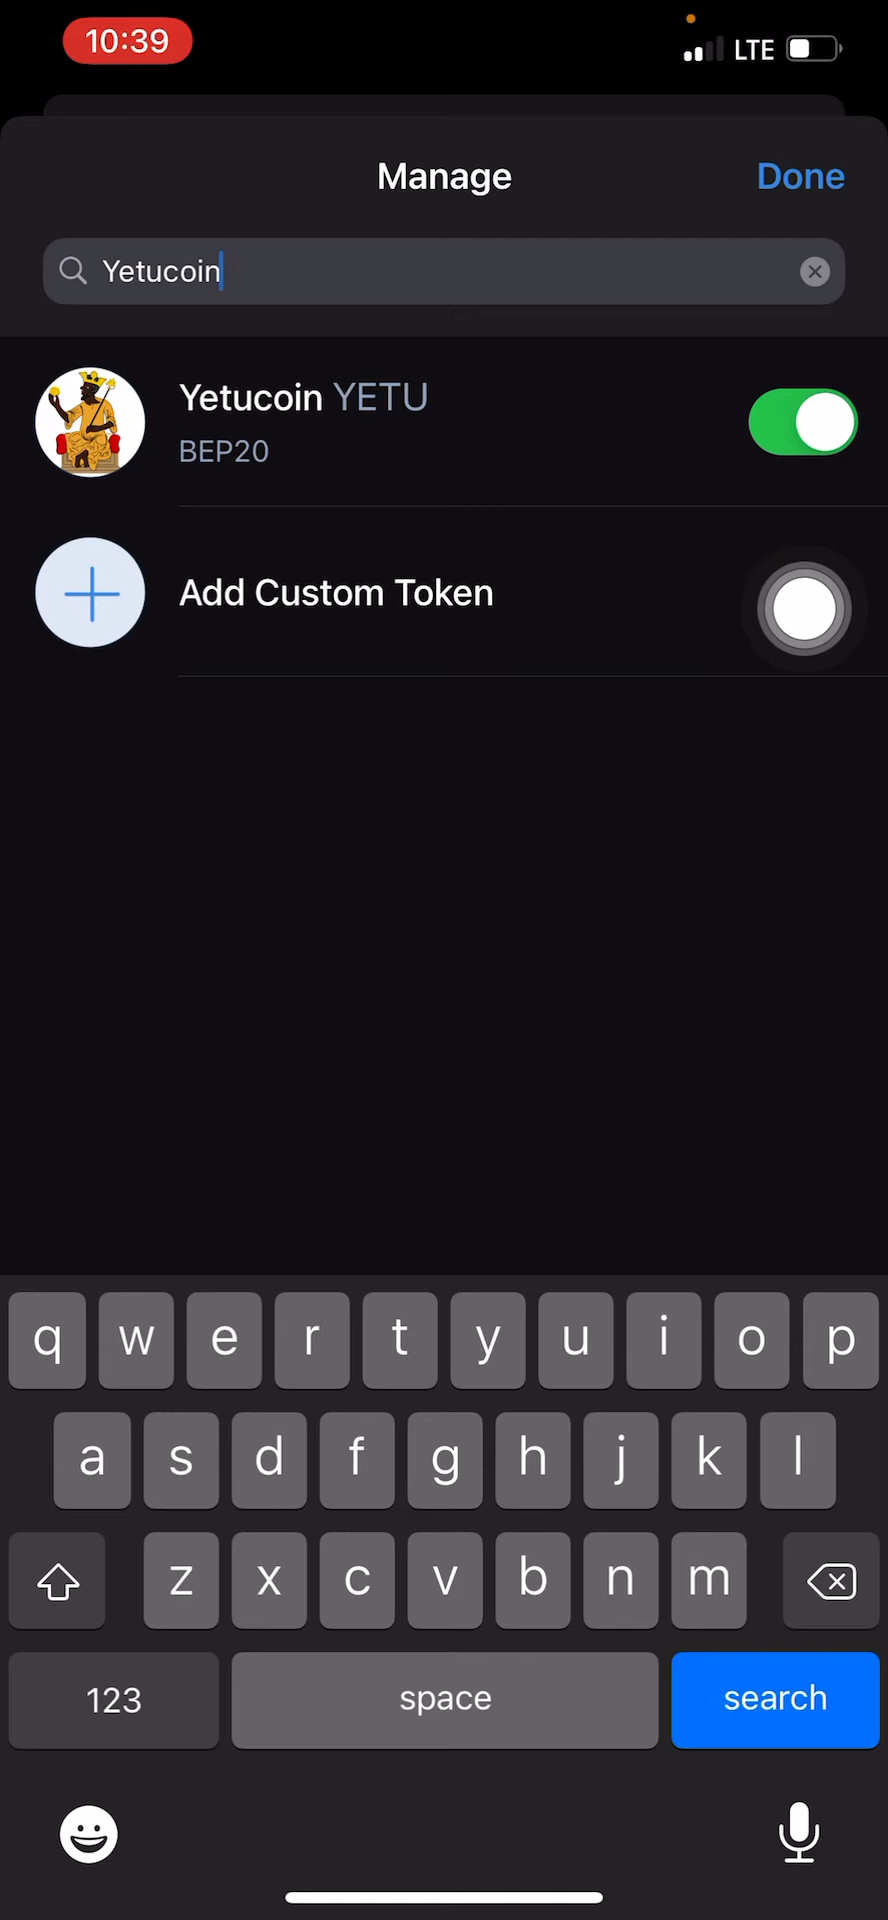 10:39
LTE
Manage
Done
Yetucoin
Yetucoin YETU
BEP20
Add Custom Token
q w e r t y u i o p
a s d f g h j k l
z x c v b n m
123 space search